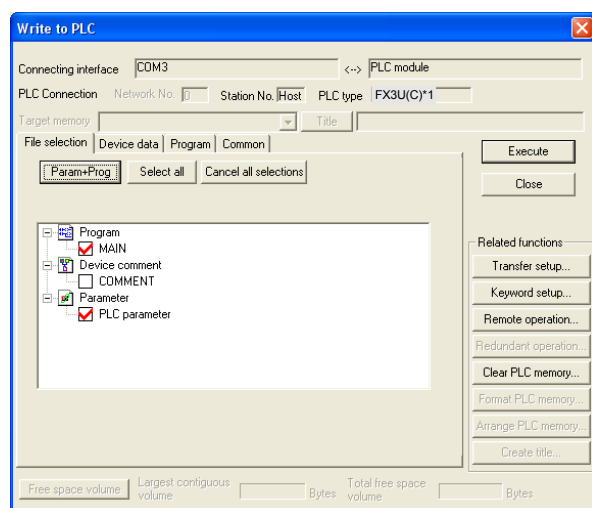 Write to PLC
Connecting interface COM3 <--> PLC module
PLC Connection Network No. 0 Station No. Host PLC type FX3U(C)*1
Target memory Title
File selection Device data Program Common
Execute
Param+Prog Select all Cancel all selections
Close
Program
MAIN
Device comment
COMMENT
Parameter
PLC parameter
Related functions
Transfer setup...
Keyword setup...
Remote operation...
Redundant operation...
Clear PLC memory...
Format PLC memory...
Arrange PLC memory...
Create title...
Free space volume Largest contiguous volume Bytes Total free space volume Bytes